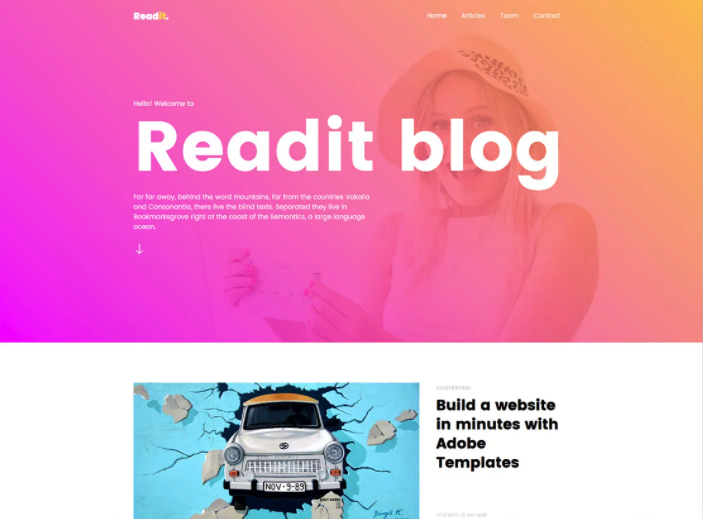 Readit.
Home Articles Team Contact
Hello! Welcome to
Readit blog
For far away, behind the word mountains, far from the countries Vokalia
and Consonantia, there live the blind texts. Separated they live in
Bookmarksgrove right at the coast of the Semantics, a large language
ocean.
ILLUSTRATION
Build a website
in minutes with
Adobe
Templates
NOV•9-89
Birgit K.